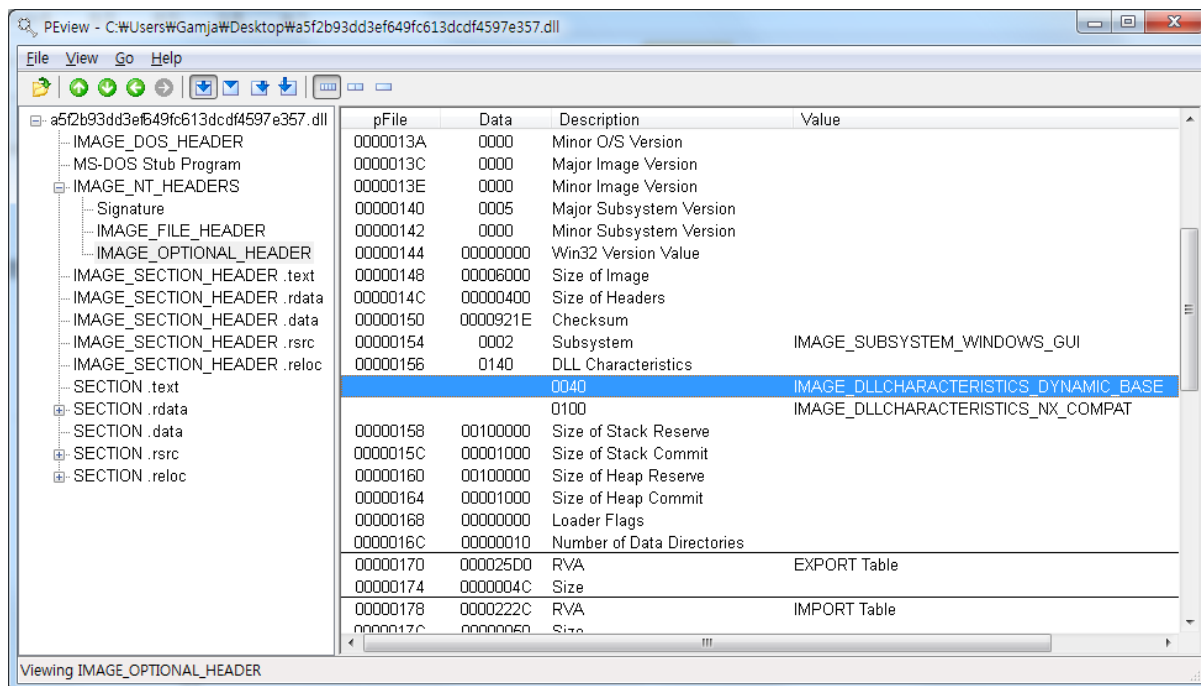 PEview - C:₩Users₩Gamja₩Desktop₩a5f2b93dd3ef649fc613dcdf4597e357.dll
File View Go Help
a5f2b93dd3ef649fc613dcdf4597e357.dll
IMAGE_DOS_HEADER
MS-DOS Stub Program
IMAGE_NT_HEADERS
Signature
IMAGE_FILE_HEADER
IMAGE_OPTIONAL_HEADER
IMAGE_SECTION_HEADER .text
IMAGE_SECTION_HEADER .rdata
IMAGE_SECTION_HEADER .data
IMAGE_SECTION_HEADER .rsrc
IMAGE_SECTION_HEADER .reloc
SECTION .text
SECTION .rdata
SECTION .data
SECTION .rsrc
SECTION .reloc
pFile Data Description Value
0000013A 0000 Minor O/S Version
0000013C 0000 Major Image Version
0000013E 0000 Minor Image Version
00000140 0005 Major Subsystem Version
00000142 0000 Minor Subsystem Version
00000144 00000000 Win32 Version Value
00000148 00006000 Size of Image
0000014C 00000400 Size of Headers
00000150 0000921E Checksum
00000154 0002 Subsystem IMAGE_SUBSYSTEM_WINDOWS_GUI
00000156 0140 DLL Characteristics
0040 IMAGE_DLLCHARACTERISTICS_DYNAMIC_BASE
0100 IMAGE_DLLCHARACTERISTICS_NX_COMPAT
00000158 00100000 Size of Stack Reserve
0000015C 00001000 Size of Stack Commit
00000160 00100000 Size of Heap Reserve
00000164 00001000 Size of Heap Commit
00000168 00000000 Loader Flags
0000016C 00000010 Number of Data Directories
00000170 000025D0 RVA EXPORT Table
00000174 0000004C Size
00000178 0000222C RVA IMPORT Table
0000017C 00000060 Size
Viewing IMAGE_OPTIONAL_HEADER